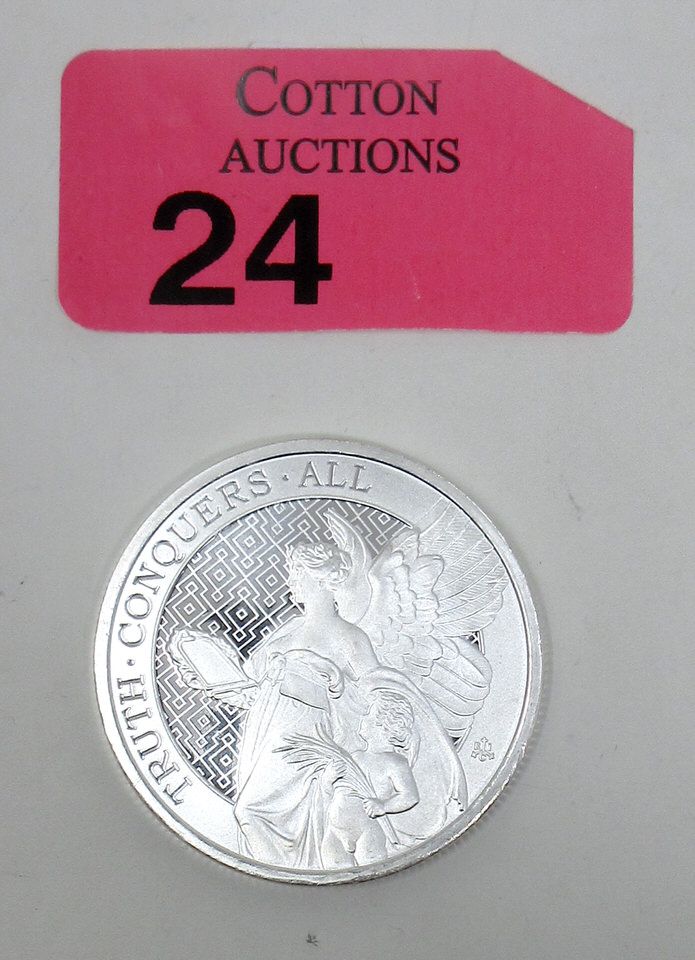 COTTON
AUCTIONS
24
TRUTH · CONQUERS · ALL